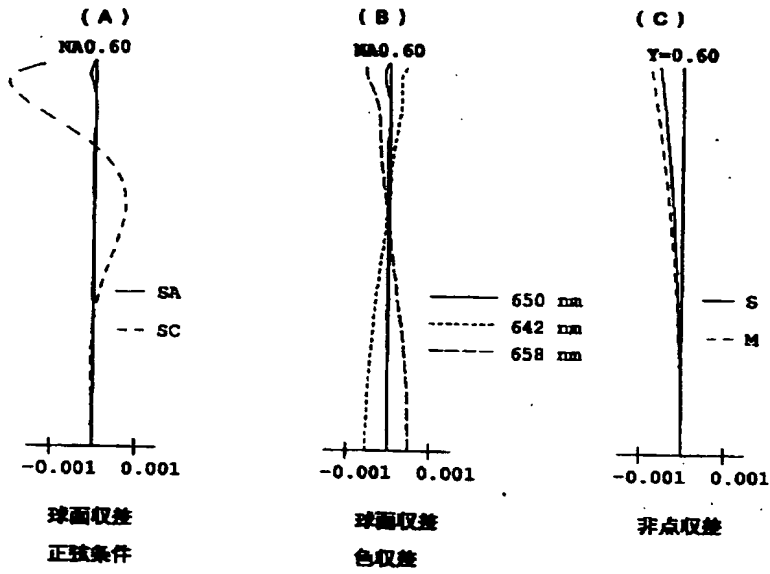 (A)
NA0.60
SA
SC
-0.001 0.001
球面収差
正弦条件
(B)
NA0.60
650 nm
642 nm
658 nm
-0.001 0.001
球面収差
色収差
(C)
Y=0.60
S
M
-0.001 0.001
非点収差